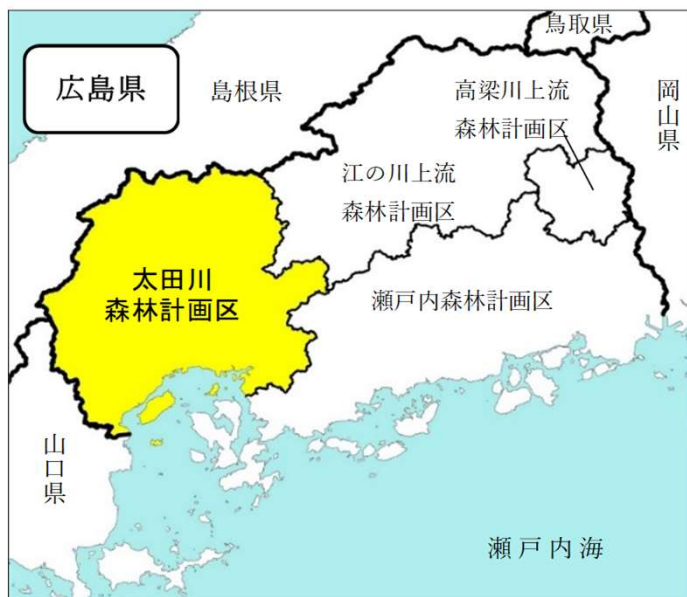 鳥取県
広島県
島根県
高梁川上流
森林計画区
岡山県
江の川上流
森林計画区
太田川
森林計画区
瀬戸内森林計画区
山口県
瀬戸内海